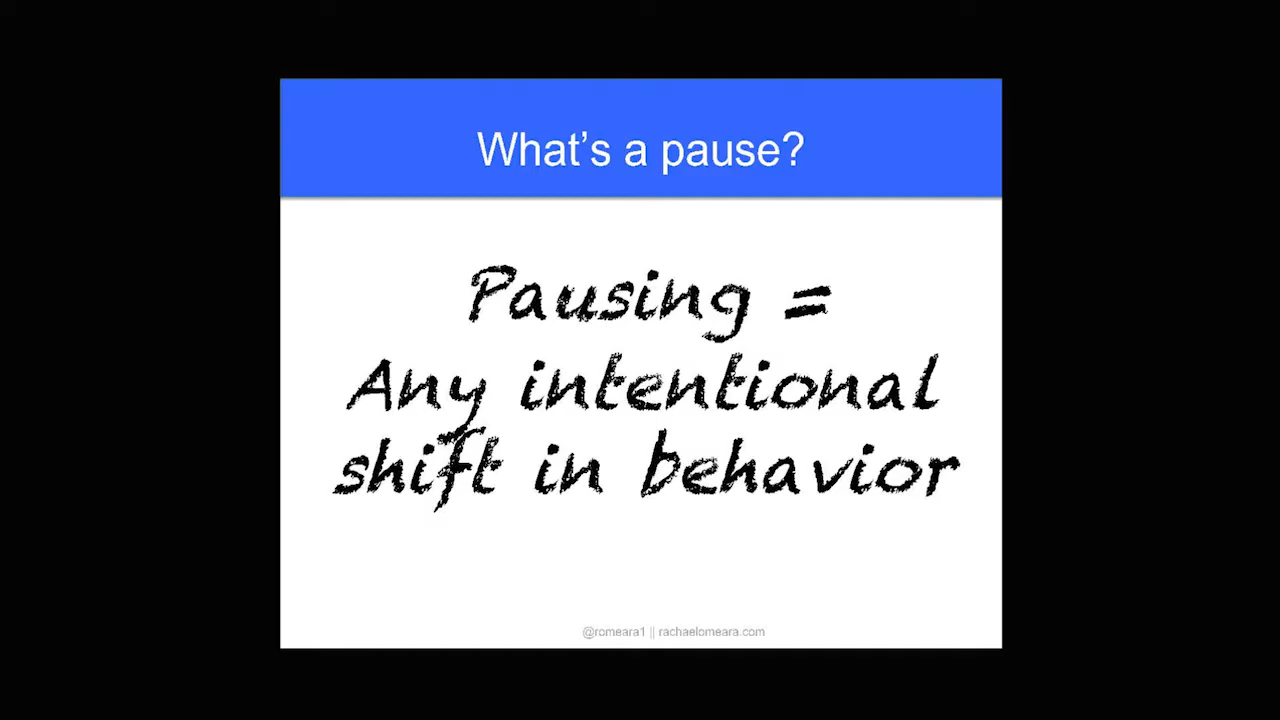 What's a pause?
Pausing =
Any intentional
shift in behavior
@romeara1 || rachaelomeara.com